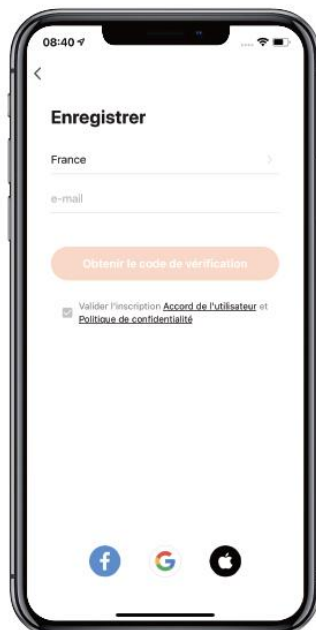 08:40
Enregistrer
France
e-mail
Obtenir le code de vérification
Valider l'inscription Accord de l'utilisateur et
Politique de confidentialité